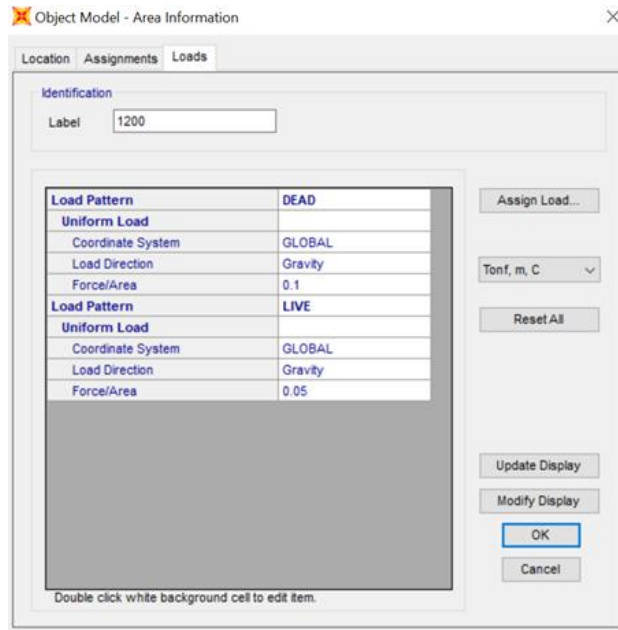 Object Model - Area Information
Location Assignments Loads
Identification
Label 1200
Load Pattern DEAD
Assign Load...
Uniform Load
Coordinate System GLOBAL
Load Direction Gravity
Tonf, m, C
Force/Area 0.1
Load Pattern LIVE
Reset All
Uniform Load
Coordinate System GLOBAL
Load Direction Gravity
Force/Area 0.05
Update Display
Modify Display
OK
Cancel
Double click white background cell to edit item.